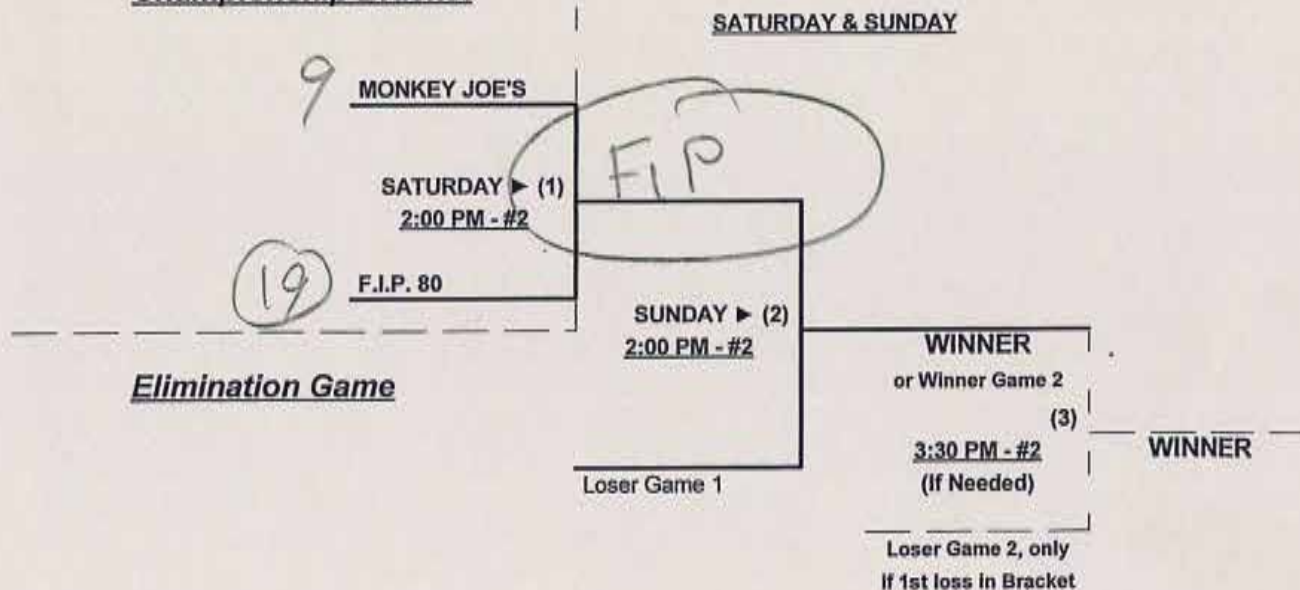 SATURDAY & SUNDAY
9 MONKEY JOE'S
FIP
SATURDAY ► (1)
2:00 PM - #2
19 F.I.P. 80
SUNDAY ► (2)
2:00 PM - #2
WINNER
or Winner Game 2
Elimination Game
(3)
3:30 PM - #2
WINNER
(If Needed)
Loser Game 1
Loser Game 2, only
if 1st loss in Bracket